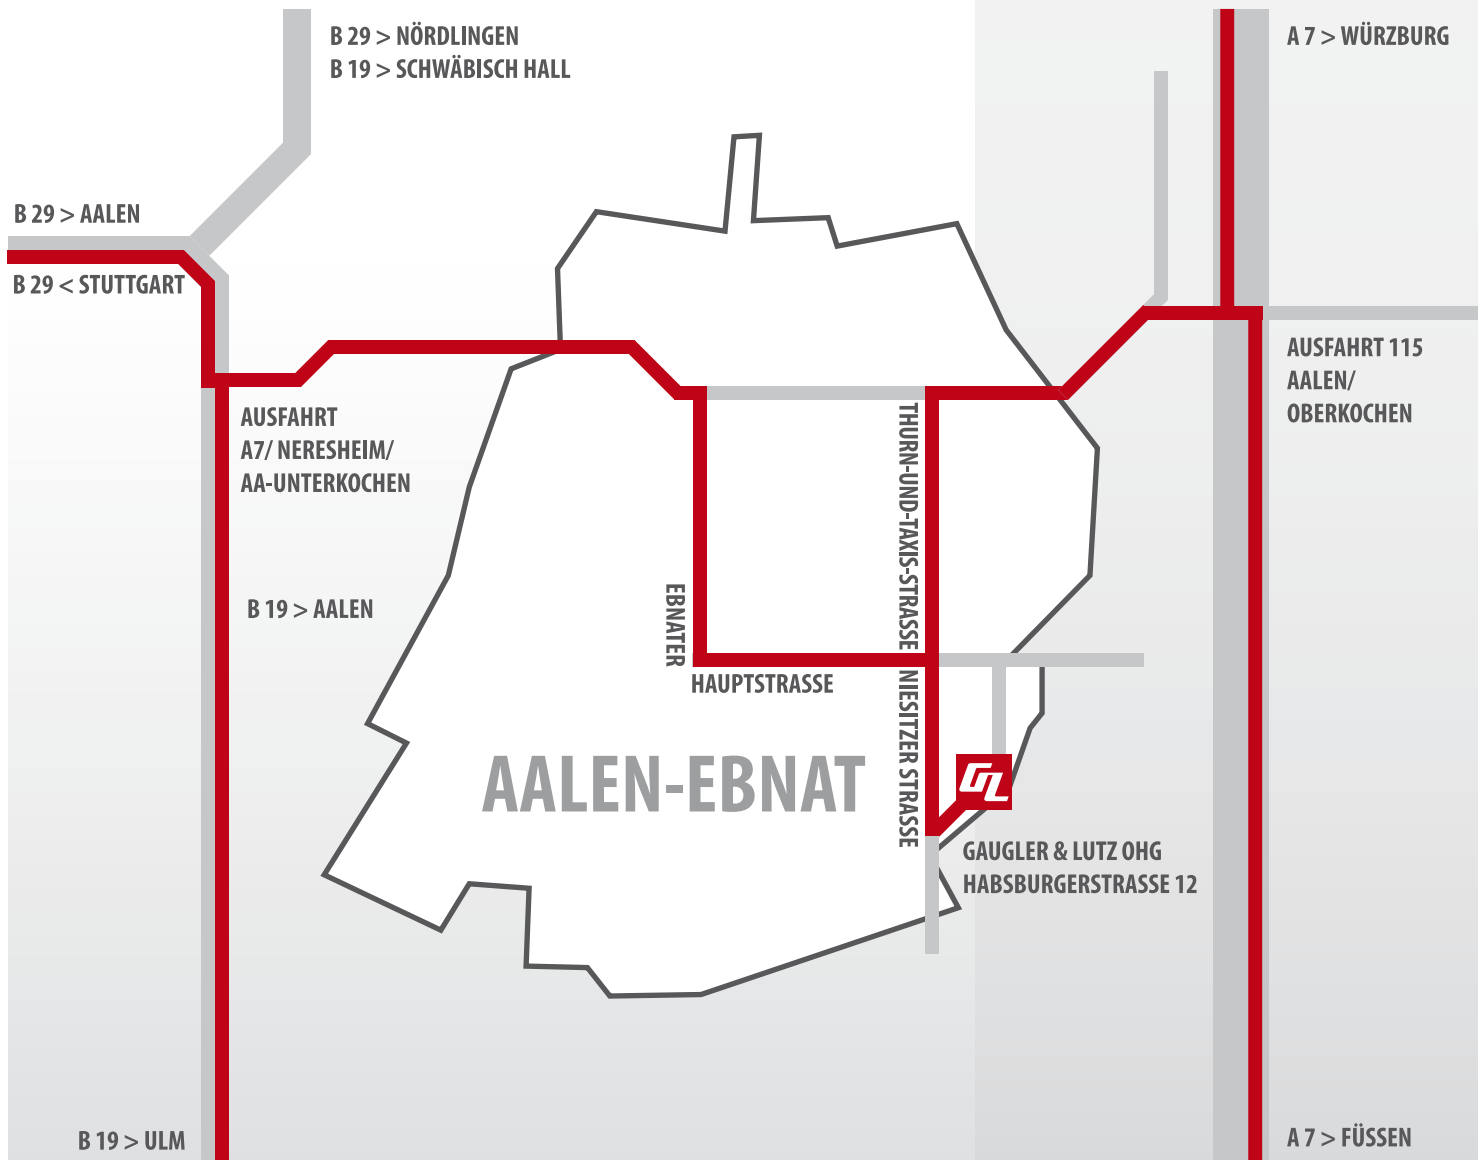 B 29 > NÖRDLINGEN
B 19 > SCHWÄBISCH HALL
A 7 > WÜRZBURG
B 29 > AALEN
B 29 < STUTTGART
AUSFAHRT 115
AALEN/
OBERKOCHEN
AUSFAHRT
A7/ NERESHEIM/
AA-UNTERKOCHEN
THURN-UND-TAXIS-STRASSE
B 19 > AALEN
EBNATER
HAUPTSTRASSE
NIESITZER STRASSE
AALEN-EBNAT
GL
GAUGLER & LUTZ OHG
HABSBURGERSTRASSE 12
B 19 > ULM
A 7 > FÜSSEN